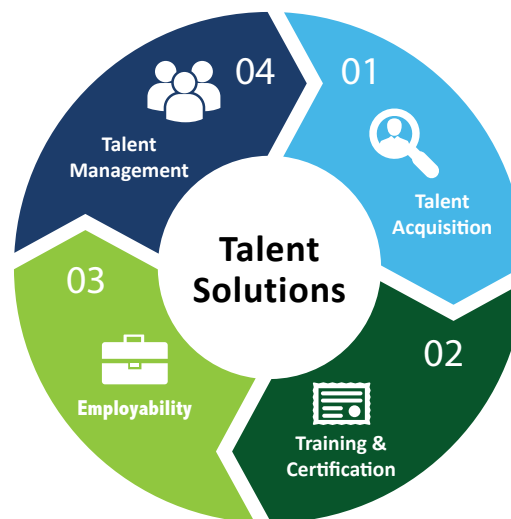 04
01
Talent
Management
Talent
Acquisition
Talent
Solutions
03
02
Employability
Training &
Certification